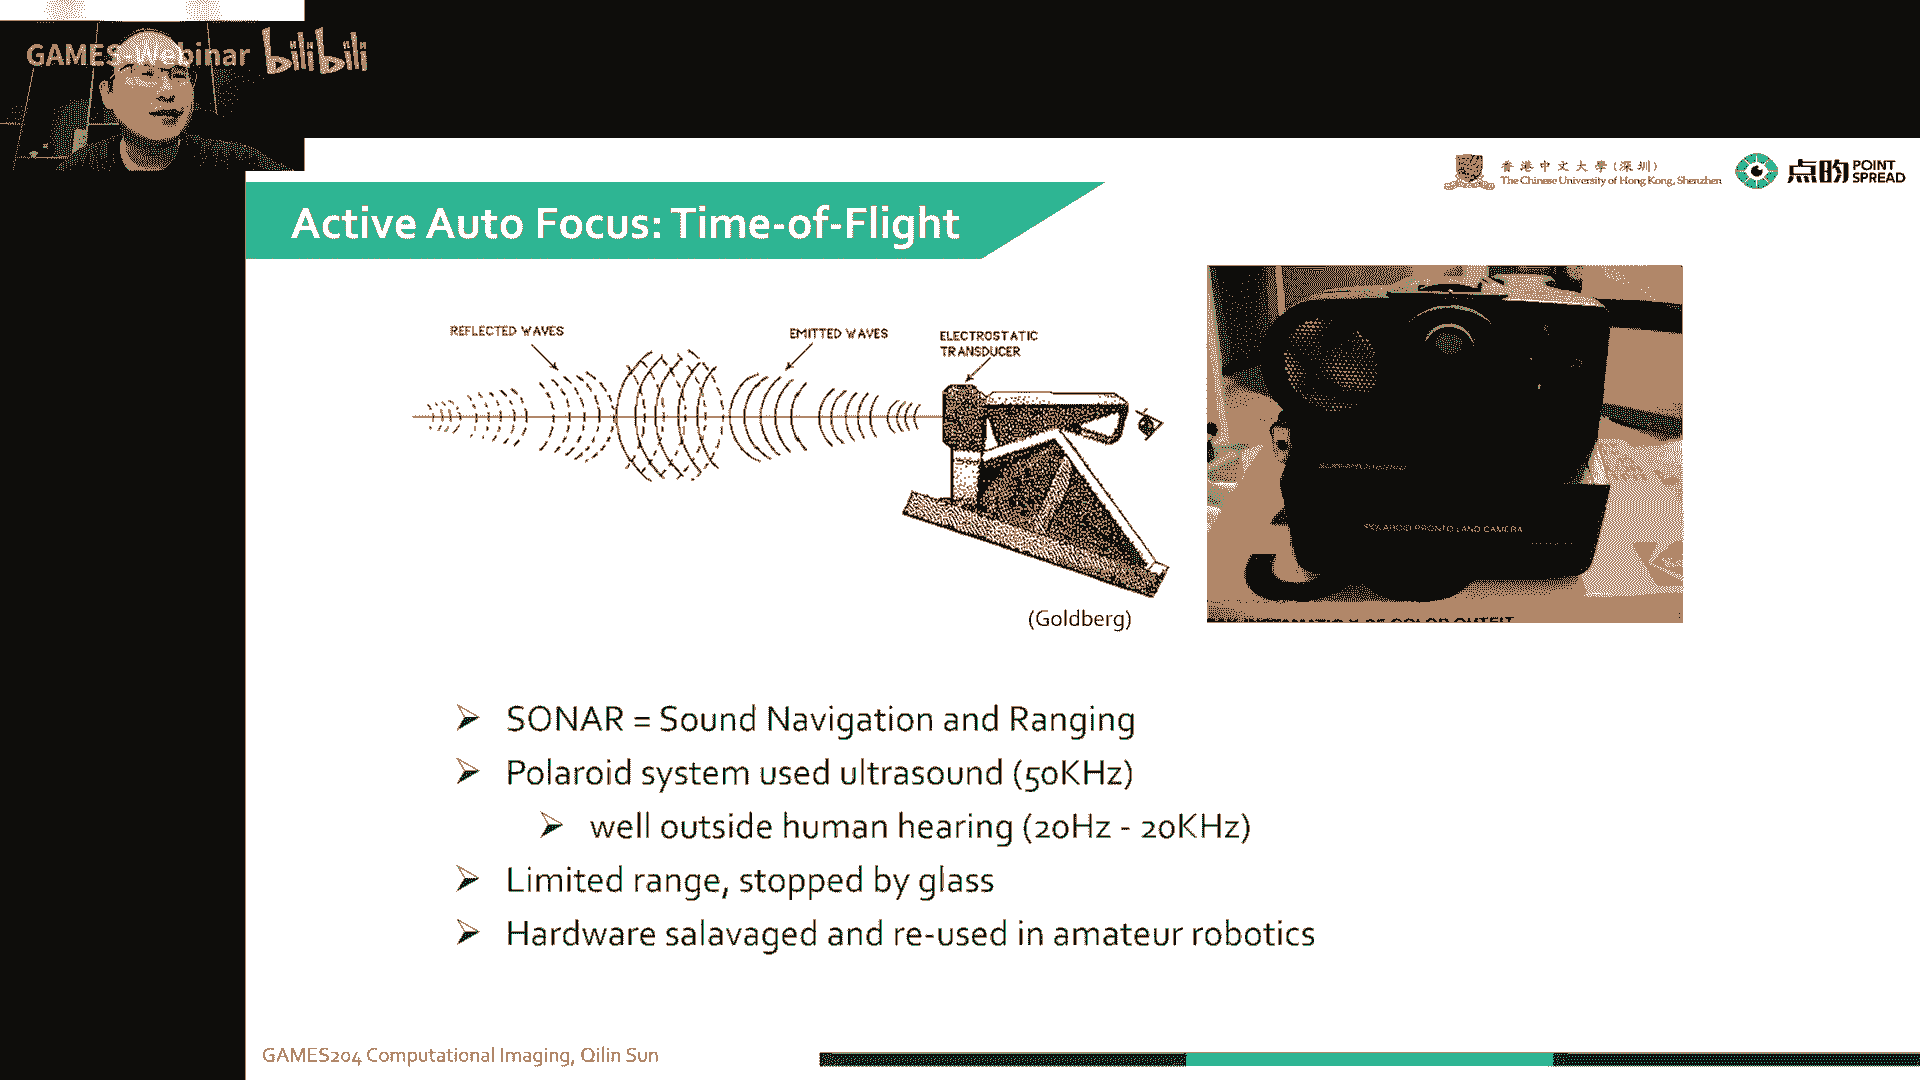 GAMES-Webinar bilibili
香港中文大學(深圳)
The Chinese University of Hong Kong, Shenzhen
点昀 POINT SPREAD
Active Auto Focus: Time-of-Flight
REFLECTED WAVES
EMITTED WAVES
ELECTROSTATIC
TRANSDUCER
POLAROID PRONTO LAND CAMERA
(Goldberg)
SONAR = Sound Navigation and Ranging
Polaroid system used ultrasound (50KHz)
well outside human hearing (20Hz - 20KHz)
Limited range, stopped by glass
Hardware salavaged and re-used in amateur robotics
GAMES204 Computational Imaging, Qilin Sun